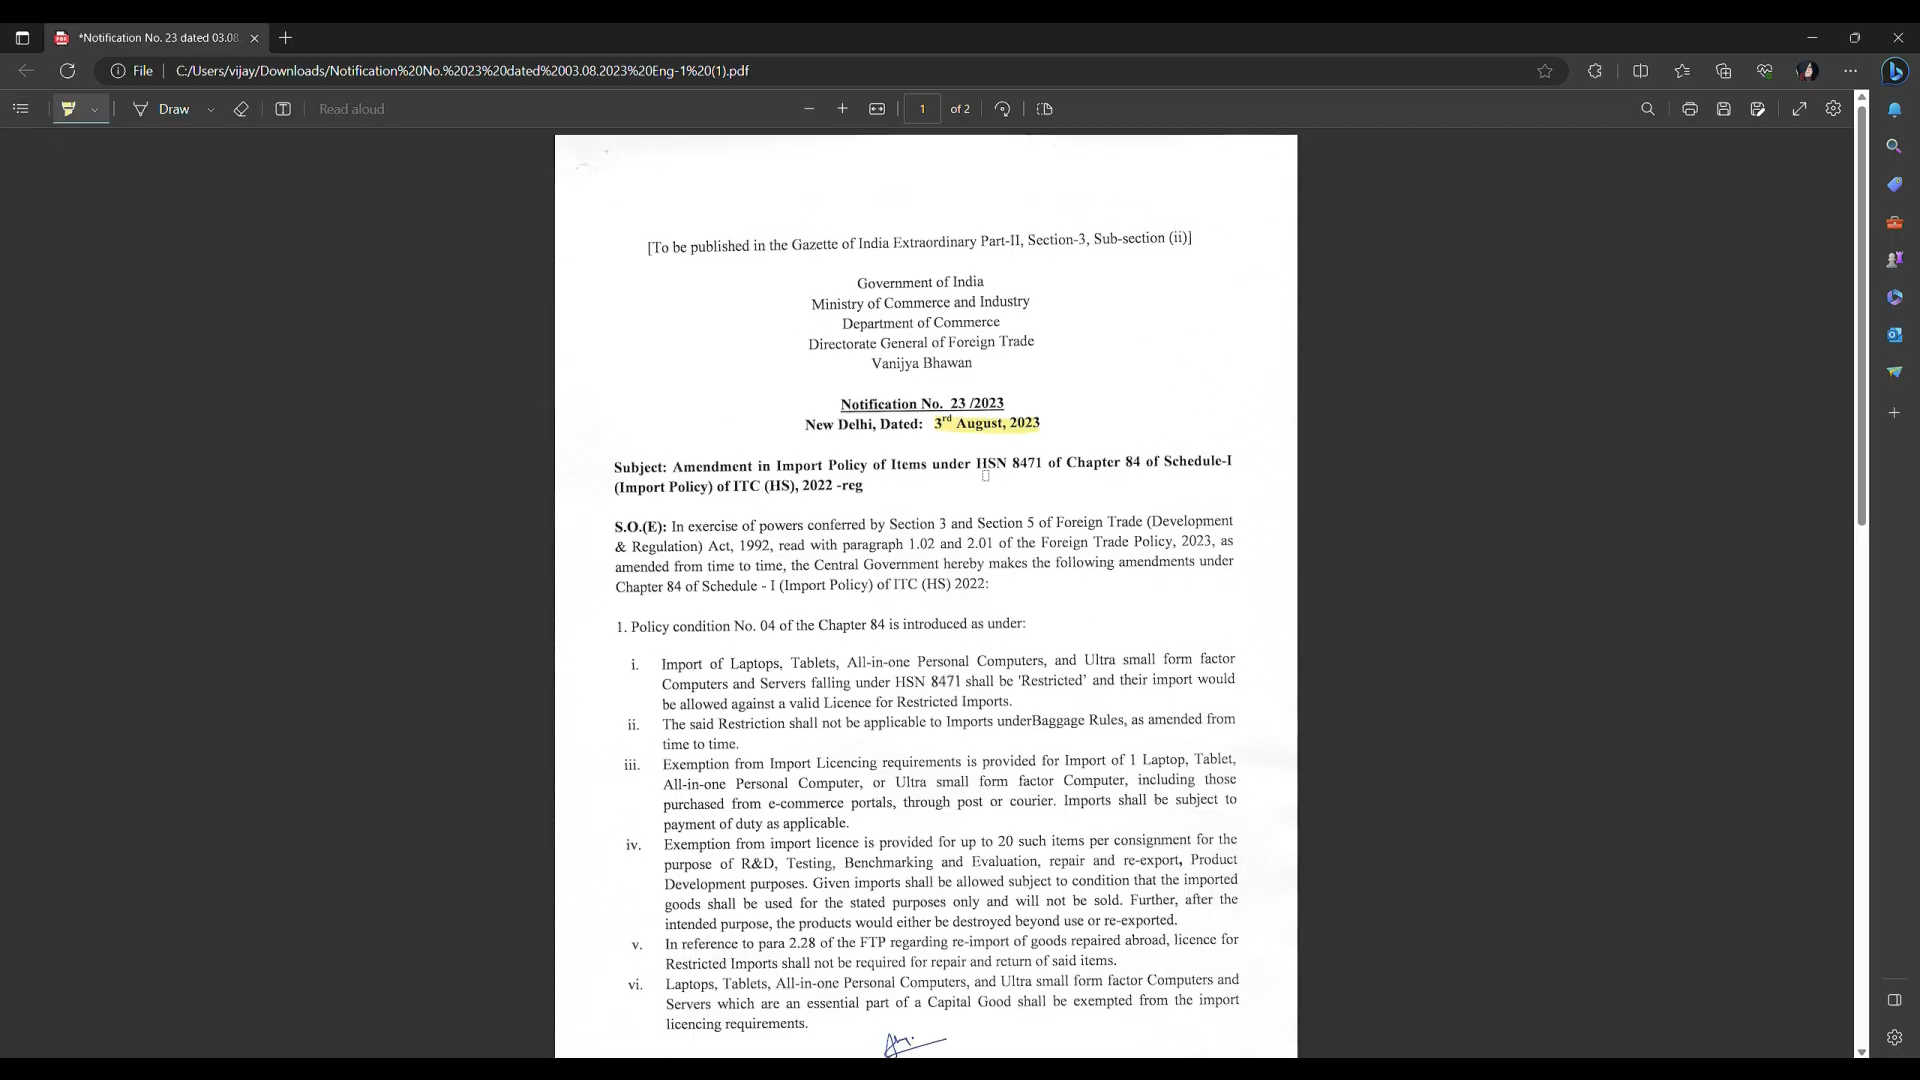 *Notification No. 23 dated 03.08
File
C:/Users/vijay/Downloads/Notification%20No.%2023%20dated%2003.08.2023%20Eng-1%20(1).pdf
Draw
Read aloud
1
of 2
[To be published in the Gazette of India Extraordinary Part-II, Section-3, Sub-section (ii)]
Government of India
Ministry of Commerce and Industry
Department of Commerce
Directorate General of Foreign Trade
Vanijya Bhawan
Notification No. 23 /2023
New Delhi, Dated: 3rd August, 2023
Subject: Amendment in Import Policy of Items under HSN 8471 of Chapter 84 of Schedule-I
(Import Policy) of ITC (HS), 2022 -reg
S.O.(E): In exercise of powers conferred by Section 3 and Section 5 of Foreign Trade (Development
& Regulation) Act, 1992, read with paragraph 1.02 and 2.01 of the Foreign Trade Policy, 2023, as
amended from time to time, the Central Government hereby makes the following amendments under
Chapter 84 of Schedule - I (Import Policy) of ITC (HS) 2022:
1. Policy condition No. 04 of the Chapter 84 is introduced as under:
i. Import of Laptops, Tablets, All-in-one Personal Computers, and Ultra small form factor
Computers and Servers falling under HSN 8471 shall be 'Restricted' and their import would
be allowed against a valid Licence for Restricted Imports.
ii. The said Restriction shall not be applicable to Imports underBaggage Rules, as amended from
time to time.
iii. Exemption from Import Licencing requirements is provided for Import of 1 Laptop, Tablet,
All-in-one Personal Computer, or Ultra small form factor Computer, including those
purchased from e-commerce portals, through post or courier. Imports shall be subject to
payment of duty as applicable.
iv. Exemption from import licence is provided for up to 20 such items per consignment for the
purpose of R&D, Testing, Benchmarking and Evaluation, repair and re-export, Product
Development purposes. Given imports shall be allowed subject to condition that the imported
goods shall be used for the stated purposes only and will not be sold. Further, after the
intended purpose, the products would either be destroyed beyond use or re-exported.
v. In reference to para 2.28 of the FTP regarding re-import of goods repaired abroad, licence for
Restricted Imports shall not be required for repair and return of said items.
vi. Laptops, Tablets, All-in-one Personal Computers, and Ultra small form factor Computers and
Servers which are an essential part of a Capital Good shall be exempted from the import
licencing requirements.